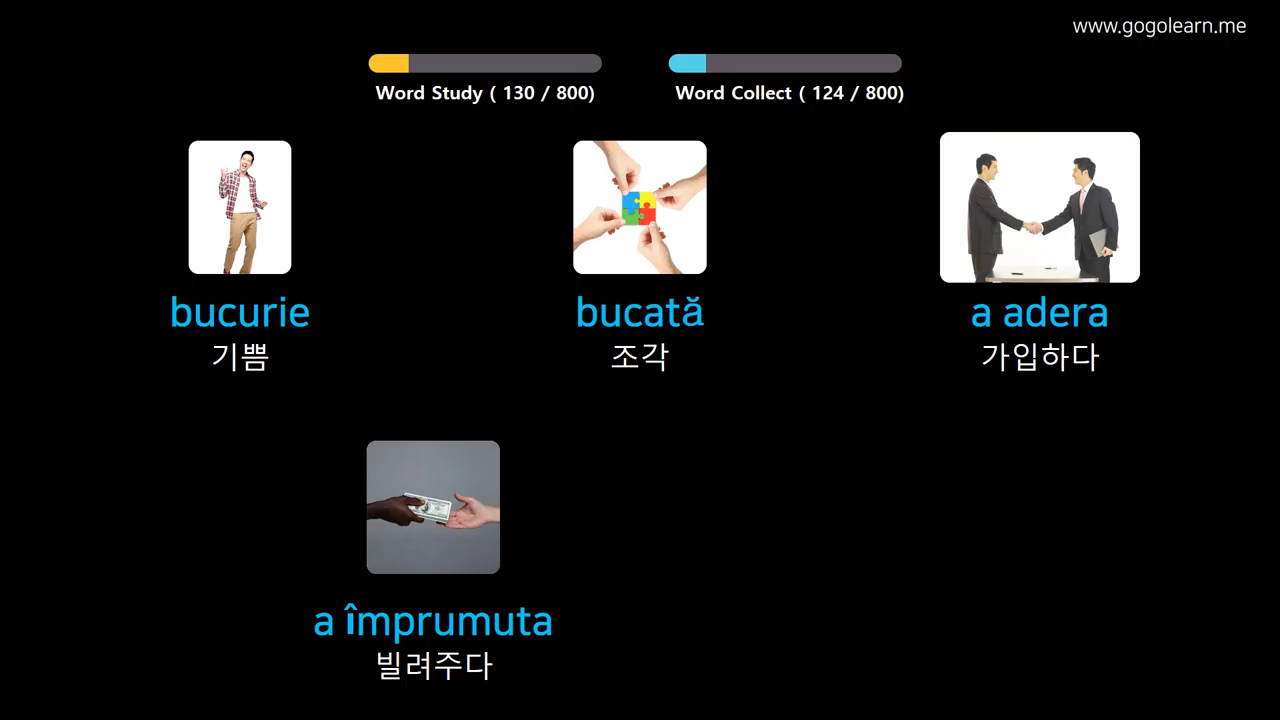 www.gogolearn.me
Word Study ( 130 / 800)
Word Collect ( 124 / 800)
bucurie
기쁨
bucată
조각
a adera
가입하다
a împrumuta
빌려주다